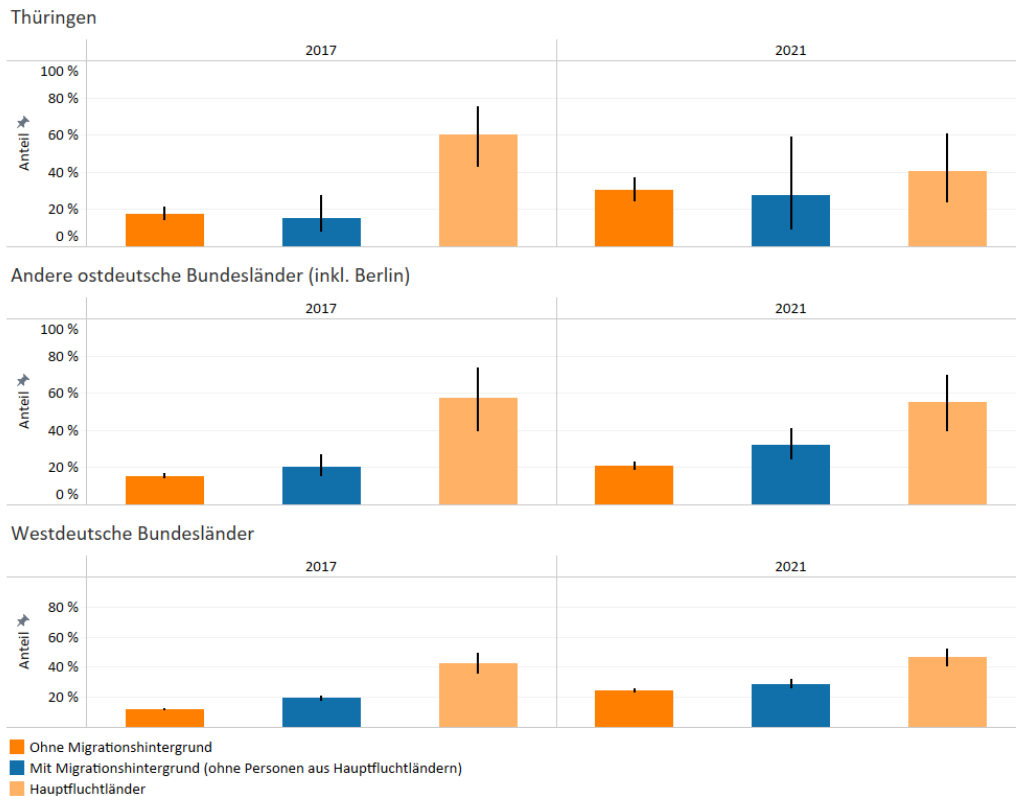 Thüringen
2017 2021
100 %
80 %
60 %
40 %
20 %
0 %
Anteil
Andere ostdeutsche Bundesländer (inkl. Berlin)
2017 2021
100 %
80 %
60 %
40 %
20 %
0 %
Anteil
Westdeutsche Bundesländer
2017 2021
80 %
60 %
40 %
20 %
Anteil
Ohne Migrationshintergrund
Mit Migrationshintergrund (ohne Personen aus Hauptfluchtländern)
Hauptfluchtländer